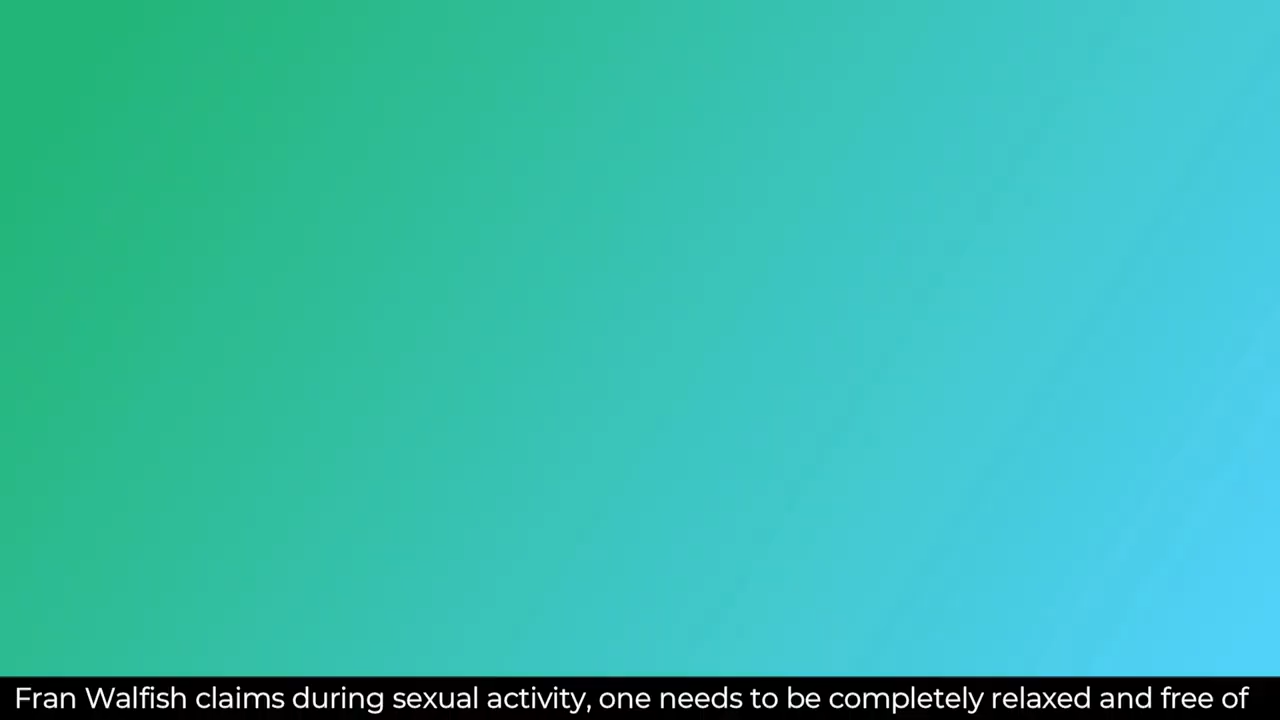 Fran Walfish claims during sexual activity, one needs to be completely relaxed and free of